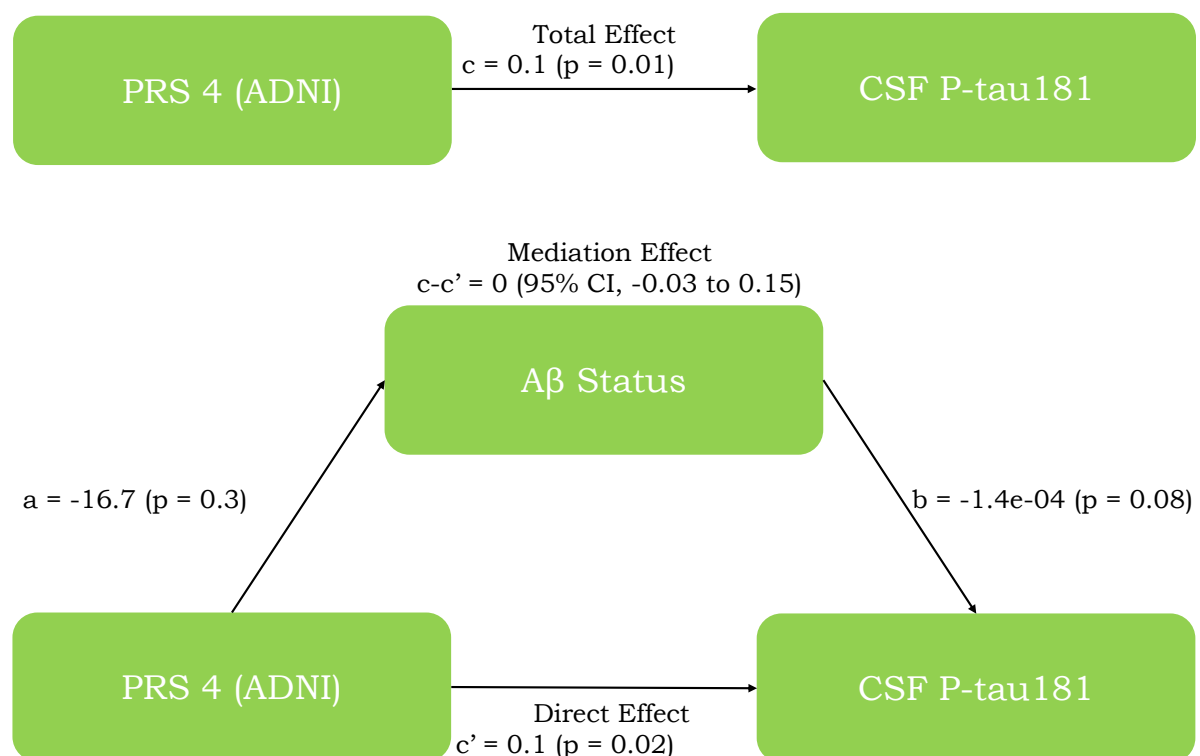 Total Effect
c = 0.1 (p = 0.01)
PRS 4 (ADNI)
CSF P-tau181
Mediation Effect
c-c’ = 0 (95% CI, -0.03 to 0.15)
Aβ Status
a = -16.7 (p = 0.3)
b = -1.4e-04 (p = 0.08)
PRS 4 (ADNI)
CSF P-tau181
Direct Effect
c’ = 0.1 (p = 0.02)